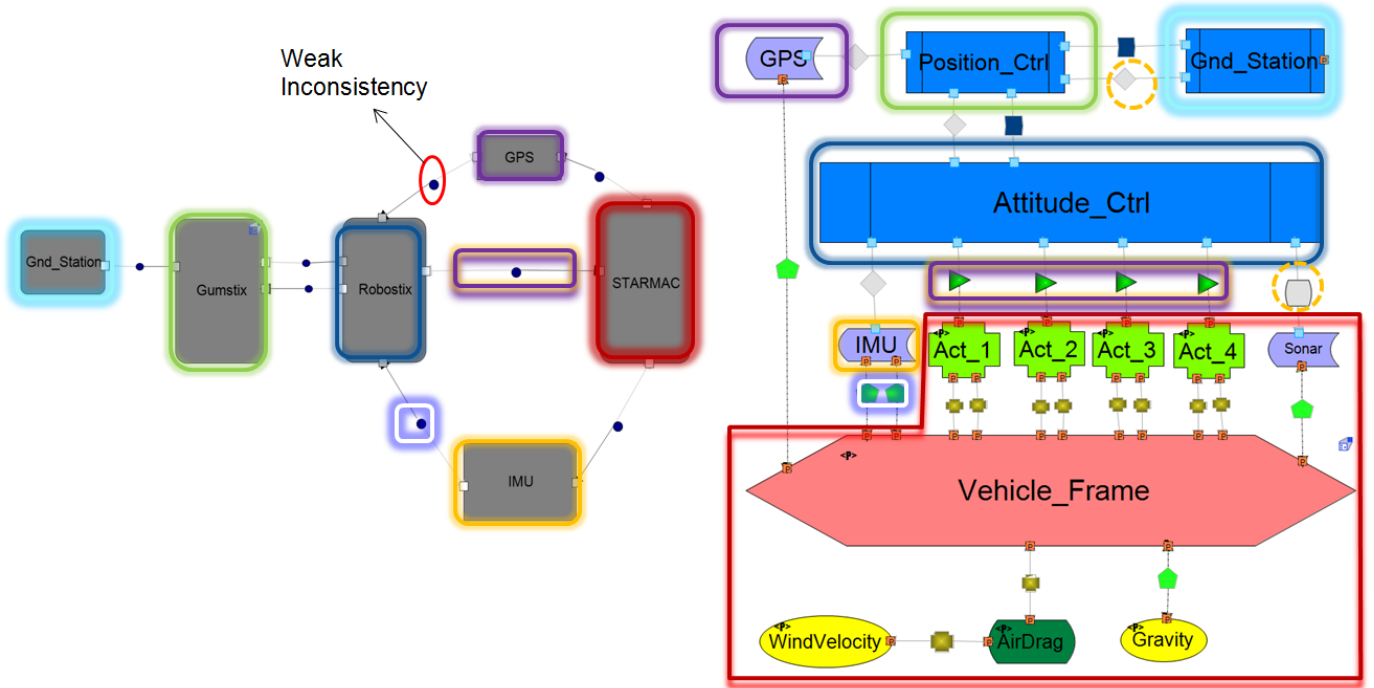 Weak
Inconsistency
GPS
Gnd_Station
Gumstix
Robostix
STARMAC
IMU
GPS
Position_Ctrl
Gnd_Station
Attitude_Ctrl
IMU
<P>
Act_1
<P>
Act_2
<P>
Act_3
<P>
Act_4
Sonar
<P>
Vehicle_Frame
<P>
WindVelocity
<P>
AirDrag
<P>
Gravity